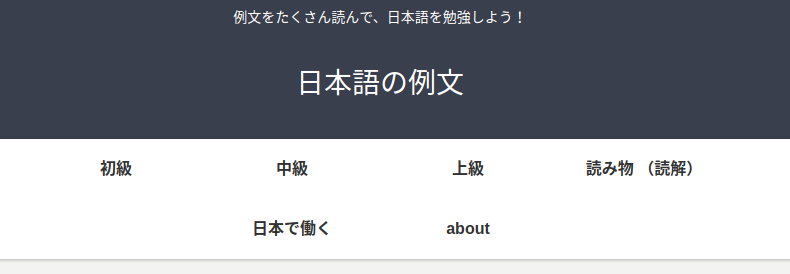 例文をたくさん読んで、日本語を勉強しよう！
日本語の例文
初級 中級 上級 読み物 （読解）
日本で働く about